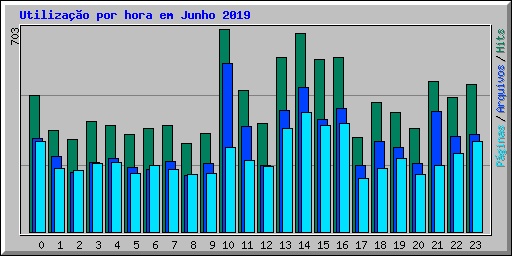 Utilização por hora em Junho 2019
703
Páginas / Arquivos / Hits
0 1 2 3 4 5 6 7 8 9 10 11 12 13 14 15 16 17 18 19 20 21 22 23